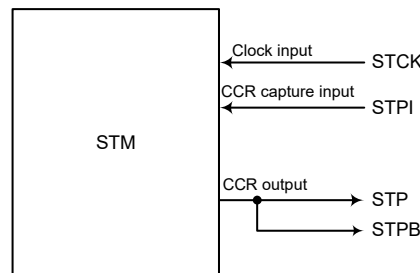 Clock input
STCK
CCR capture input
STPI
STM
CCR output
STP
STPB